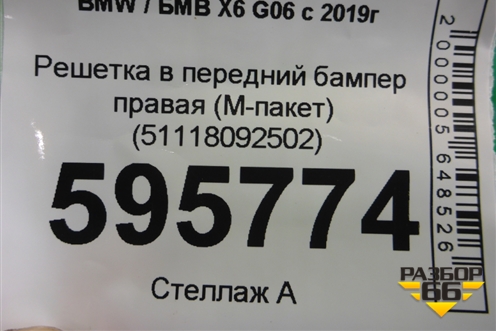 BMW / БМВ X6 G06 с 2019г
Решетка в передний бампер
правая (М-пакет)
(51118092502)
595774
Стеллаж А
2000005648526
РАЗБОР
66